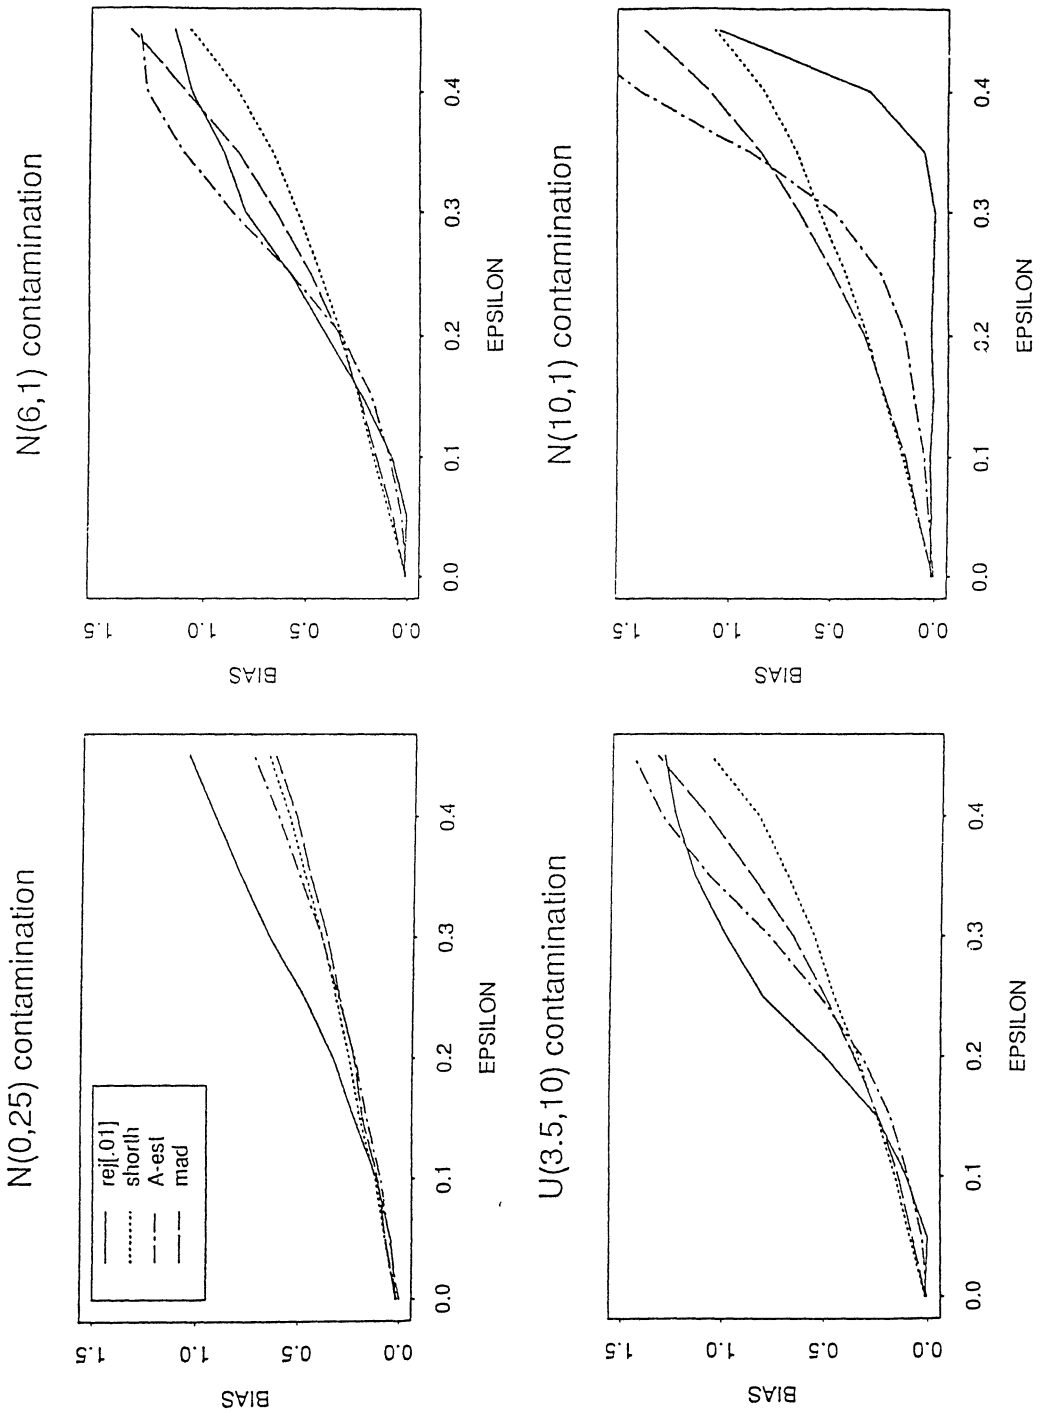 N(0,25) contamination
rej[.01]
shorth
A-est
mad
BIAS
0.0 0.5 1.0 1.5
0.0 0.1 0.2 0.3 0.4
EPSILON
N(6,1) contamination
BIAS
0.0 0.5 1.0 1.5
0.0 0.1 0.2 0.3 0.4
EPSILON
U(3.5,10) contamination
BIAS
0.0 0.5 1.0 1.5
0.0 0.1 0.2 0.3 0.4
EPSILON
N(10,1) contamination
BIAS
0.0 0.5 1.0 1.5
0.0 0.1 0.2 0.3 0.4
EPSILON